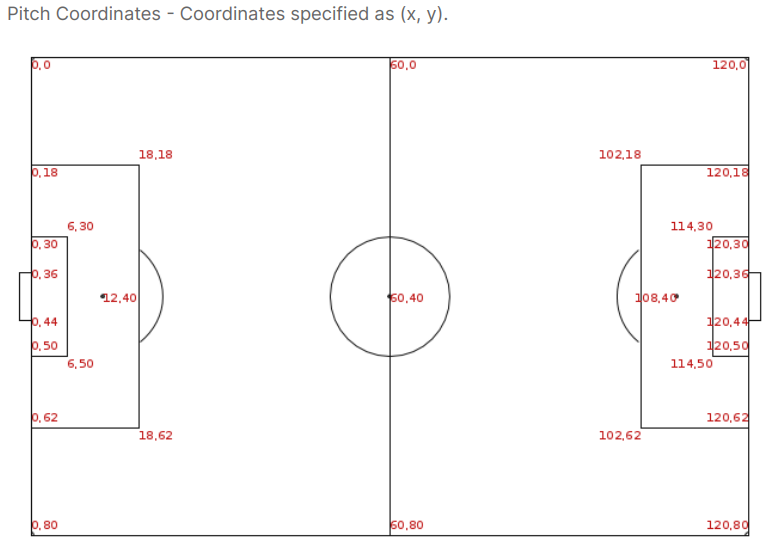 Pitch Coordinates - Coordinates specified as (x, y).
0,0 60,0 120,0
18,18 102,18
0,18 120,18
6,30 114,30
0,30 120,30
0,36 120,36
12,40 60,40 108,40
0,44 120,44
0,50 120,50
6,50 114,50
0,62 120,62
18,62 102,62
0,80 60,80 120,80